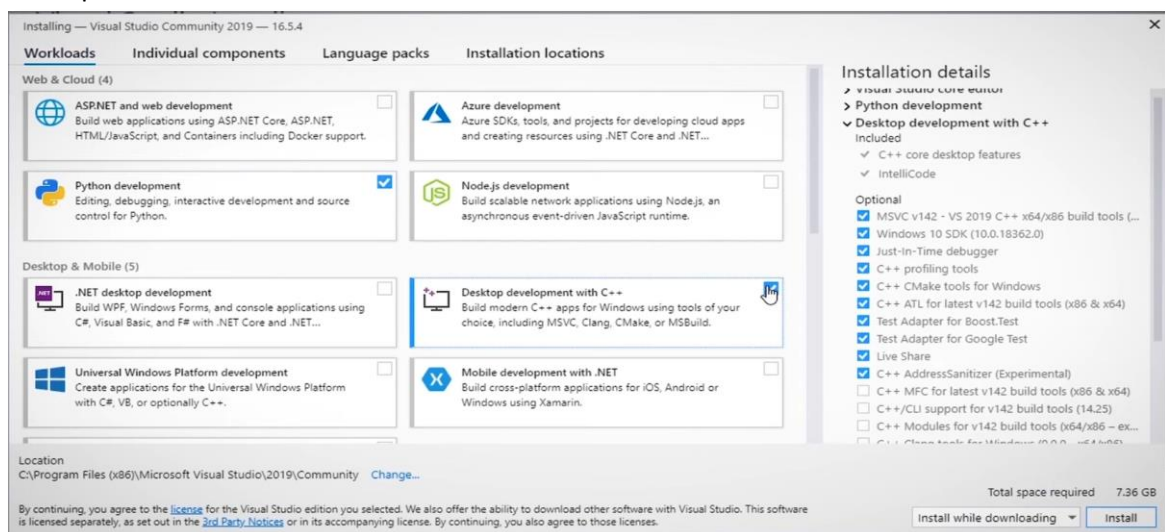 Installing — Visual Studio Community 2019 — 16.5.4
Workloads
Individual components
Language packs
Installation locations
Web & Cloud (4)
ASP.NET and web development
Build web applications using ASP.NET Core, ASP.NET,
HTML/JavaScript, and Containers including Docker support.
Azure development
Azure SDKs, tools, and projects for developing cloud apps
and creating resources using .NET Core and .NET...
Python development
Editing, debugging, interactive development and source
control for Python.
JS
Node.js development
Build scalable network applications using Node.js, an
asynchronous event-driven JavaScript runtime.
Desktop & Mobile (5)
.NET
.NET desktop development
Build WPF, Windows Forms, and console applications using
C#, Visual Basic, and F# with .NET Core and .NET...
Desktop development with C++
Build modern C++ apps for Windows using tools of your
choice, including MSVC, Clang, CMake, or MSBuild.
Universal Windows Platform development
Create applications for the Universal Windows Platform
with C#, VB, or optionally C++.
Mobile development with .NET
Build cross-platform applications for iOS, Android or
Windows using Xamarin.
Installation details
Visual Studio core editor
Python development
Desktop development with C++
Included
C++ core desktop features
IntelliCode
Optional
MSVC v142 - VS 2019 C++ x64/x86 build tools (...
Windows 10 SDK (10.0.18362.0)
Just-In-Time debugger
C++ profiling tools
C++ CMake tools for Windows
C++ ATL for latest v142 build tools (x86 & x64)
Test Adapter for Boost.Test
Test Adapter for Google Test
Live Share
C++ AddressSanitizer (Experimental)
C++ MFC for latest v142 build tools (x86 & x64)
C++/CLI support for v142 build tools (14.25)
C++ Modules for v142 build tools (x64/x86 – ex...
C++ Clang tools for Windows
Location
C:\Program Files (x86)\Microsoft Visual Studio\2019\Community Change...
By continuing, you agree to the license for the Visual Studio edition you selected. We also offer the ability to download other software with Visual Studio. This software
is licensed separately, as set out in the 3rd Party Notices or in its accompanying license. By continuing, you also agree to those licenses.
Total space required 7.36 GB
Install while downloading
Install